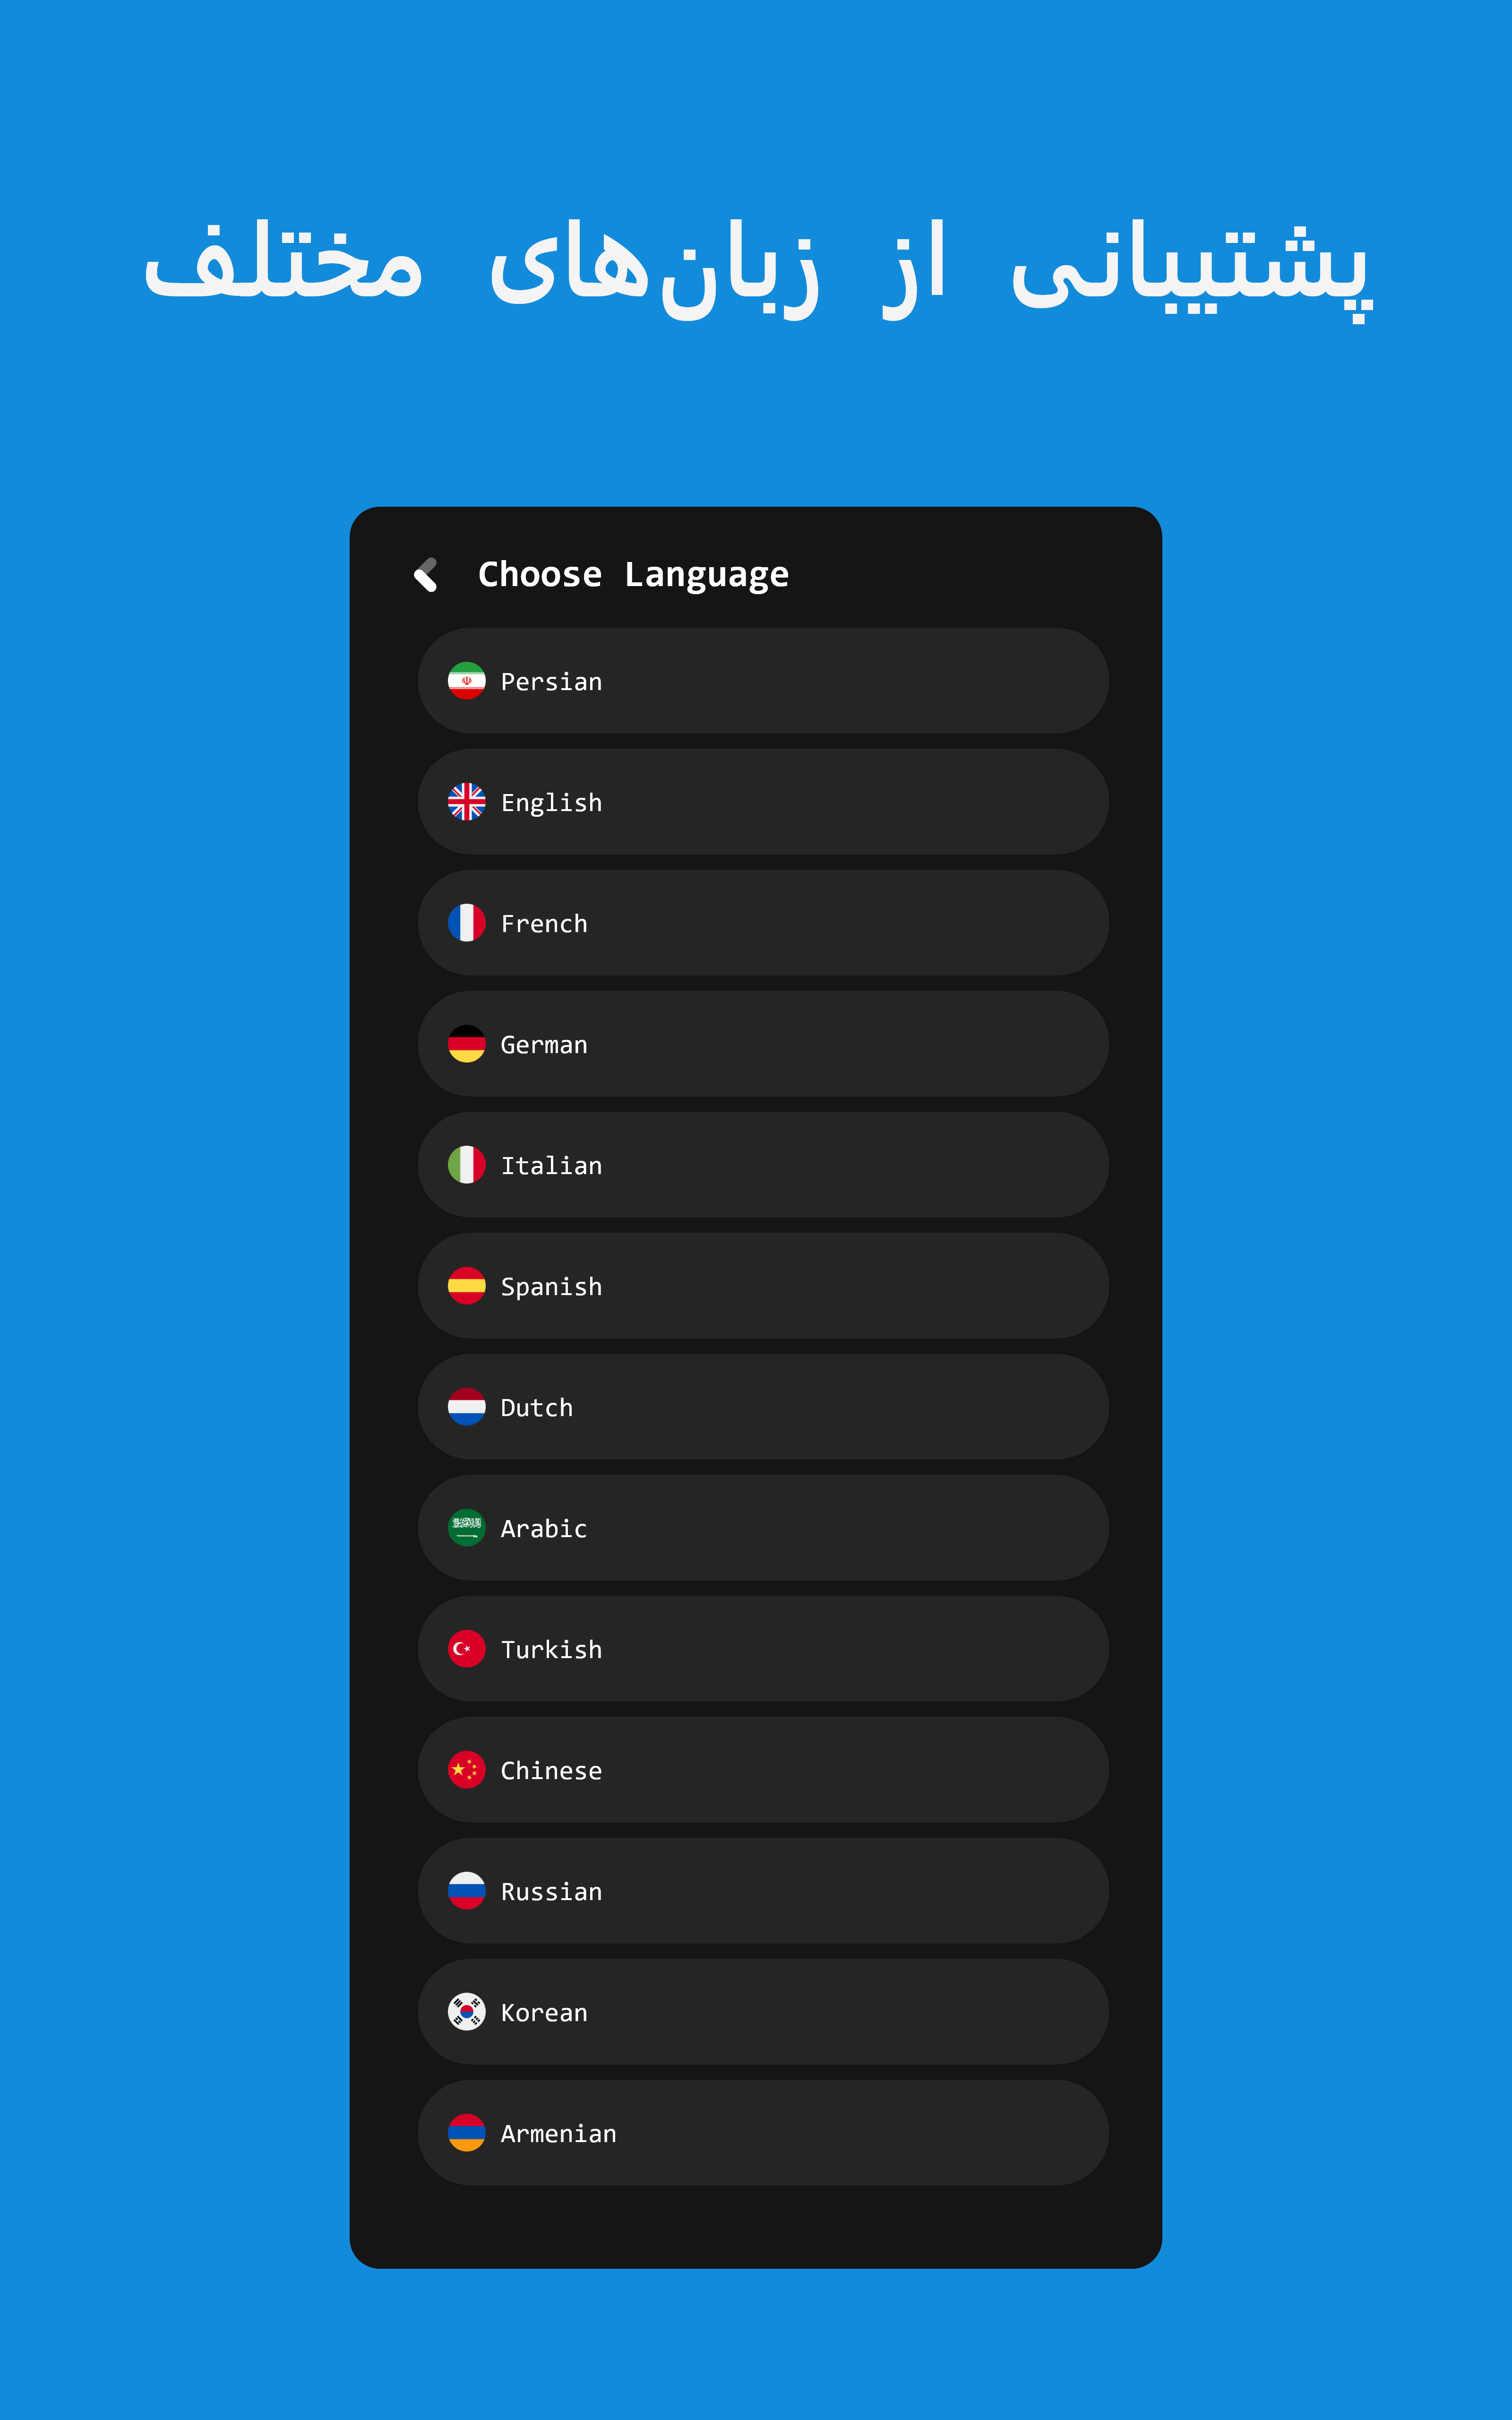 پشتیبانی از زبان‌های مختلف
Choose Language
Persian
English
French
German
Italian
Spanish
Dutch
Arabic
Turkish
Chinese
Russian
Korean
Armenian